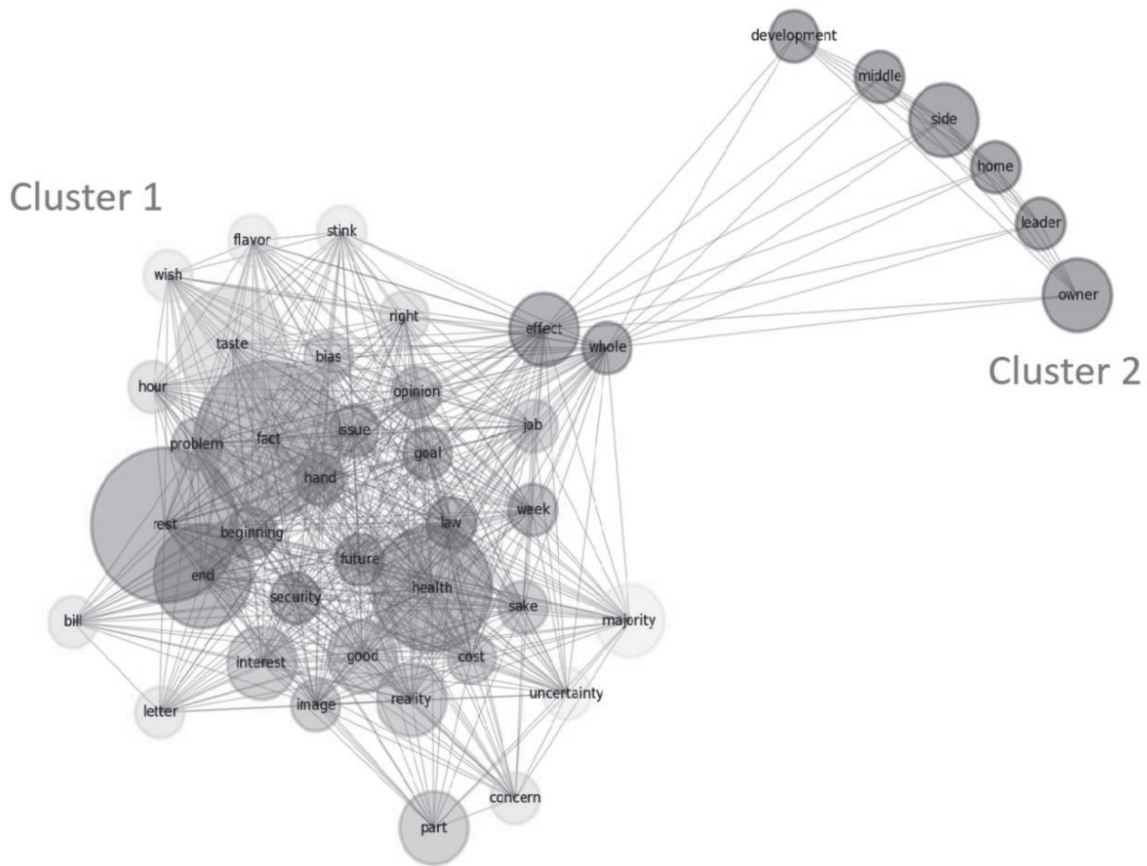 development
middle
side
home
Cluster 1
leader
flavor
stink
wish
owner
right
effect
taste
whole
bias
Cluster 2
hour
opinion
job
issue
fact
problem
goal
hand
week
law
rest
beginning
future
end
health
security
sake
bill
majority
good
cost
interest
uncertainty
reality
image
letter
concern
part